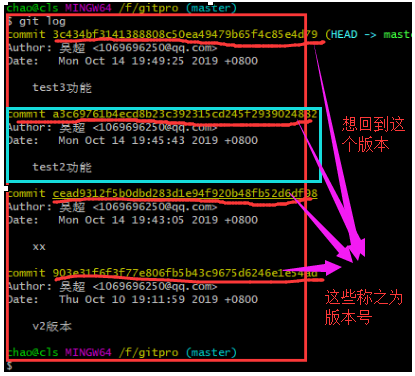 chao@cls MINGW64 /f/gitpro (master)
$ git log
commit 3c434bf3141388808c50ea49479b65f4c85e4d79 (HEAD -> mas
Author: 吴超 <1069696250@qq.com>
Date: Mon Oct 14 19:49:25 2019 +0800
test3功能
commit a3c69761b4ecd8b23c392315cd245f2939024832
Author: 吴超 <1069696250@qq.com>
Date: Mon Oct 14 19:45:43 2019 +0800
test2功能
想回到这
个版本
commit cead9312f5b0dbd283d1e94f920b48fb52d6df98
Author: 吴超 <1069696250@qq.com>
Date: Mon Oct 14 19:43:05 2019 +0800
xx
commit 903e31f6f3f77e806fb5b43c9675d6246e1e54ad
Author: 吴超 <1069696250@qq.com>
Date: Thu Oct 10 19:11:59 2019 +0800
v2版本
这些称之为
版本号
chao@cls MINGW64 /f/gitpro (master)
$